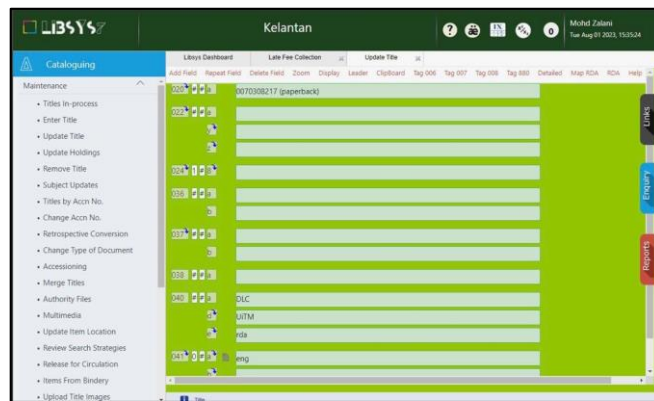 LIBSYS7
Kelantan
Mohd Zalani
Tue Aug 01 2023, 15:35:24
Cataloguing
Libsys Dashboard Late Fee Collection Update Title
Add Field Repeat Field Delete Field Zoom Display Leader ClipBoard Tag 006 Tag 007 Tag 008 Tag 880 Detailed Map RDA RDA Help
Maintenance
• Titles In-process
• Enter Title
• Update Title
• Update Holdings
• Remove Title
• Subject Updates
• Titles by Accn No.
• Change Accn No.
• Retrospective Conversion
• Change Type of Document
• Accessioning
• Merge Titles
• Authority Files
• Multimedia
• Update Item Location
• Review Search Strategies
• Release for Circulation
• Items From Bindery
• Upload Title Images
020 # # a 0070308217 (paperback)
022 # # a
y
z
024 1 # a
036 # # a
b
037 # # a
b
038 # # a
040 # # a DLC
d UiTM
e rda
041 0 # a eng
Title
Links
Enquiry
Reports